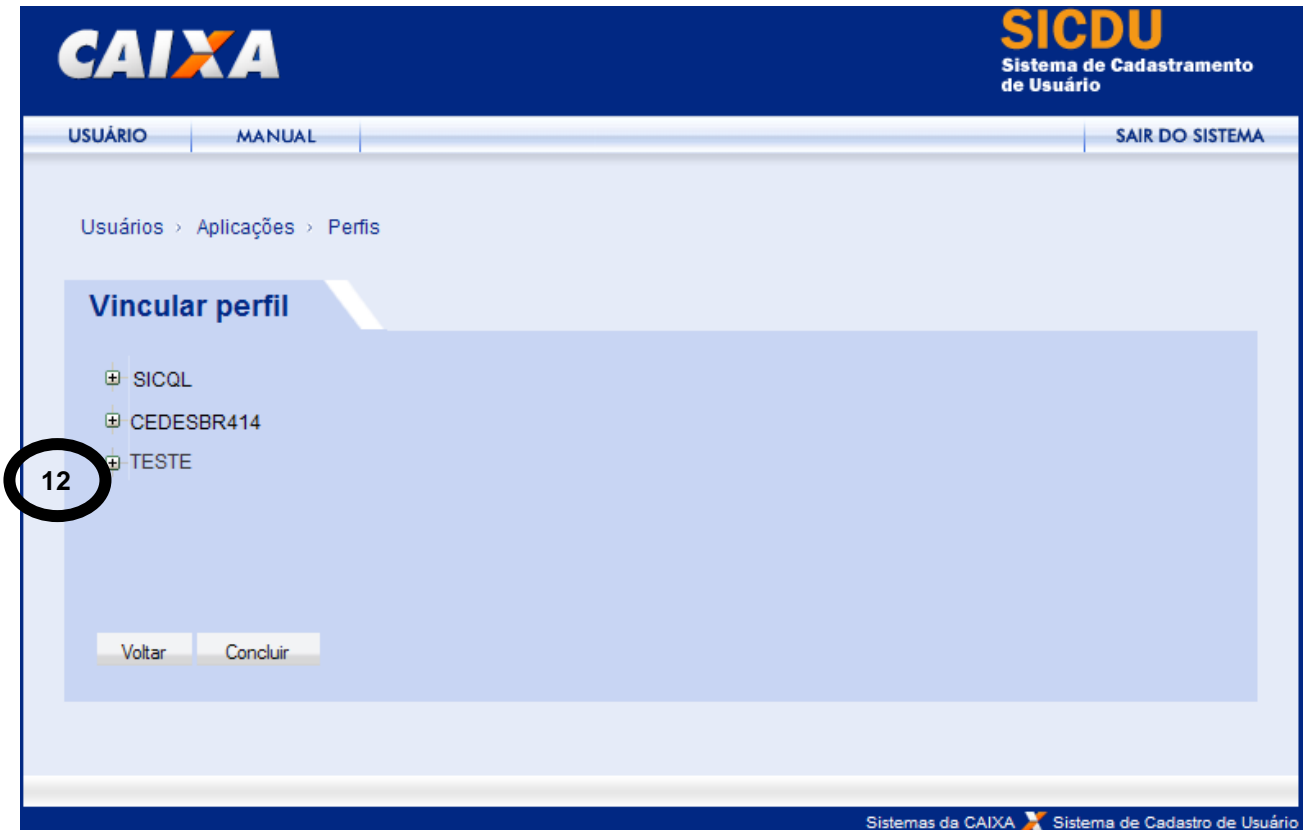 CAIXA
SICDU
Sistema de Cadastramento
de Usuário
USUÁRIO MANUAL SAIR DO SISTEMA
Usuários > Aplicações > Perfis
Vincular perfil
SICQL
CEDESBR414
TESTE
12
Voltar Concluir
Sistemas da CAIXA X Sistema de Cadastro de Usuário